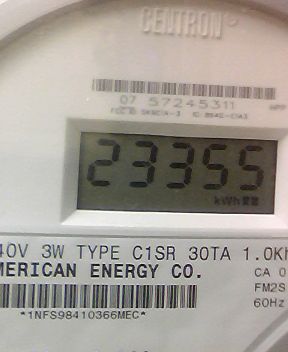 CENTRON
07 57245311
23355
kWh
40V 3W TYPE C1SR 30TA 1.0Kh
MERICAN ENERGY CO.
CA 0
FM2S
60Hz
*1NFS98410366MEC*